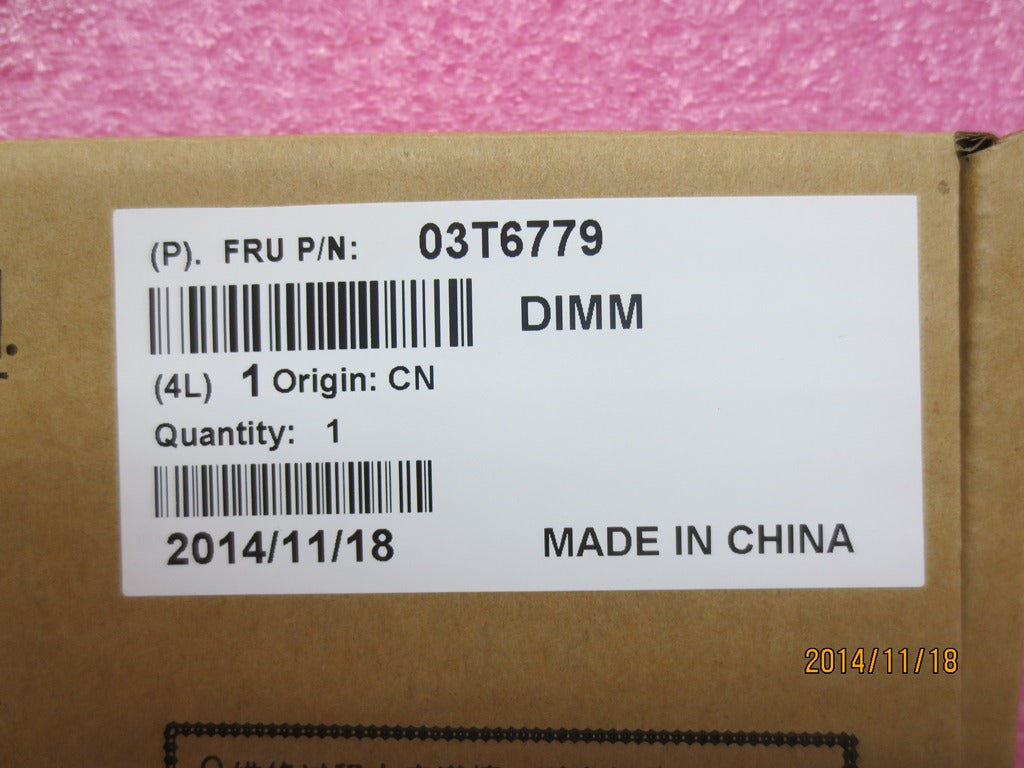 (P). FRU P/N: 03T6779
DIMM
(4L) 1 Origin: CN
Quantity: 1
2014/11/18
MADE IN CHINA
2014/11/18